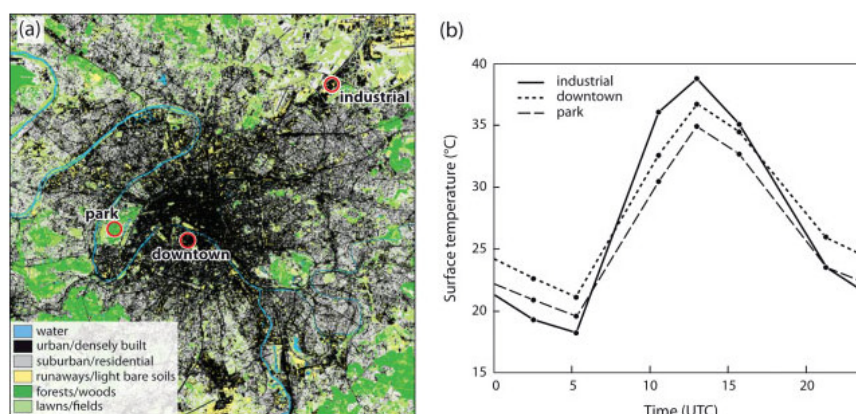 (a)
industrial
park
downtown
water
urban/densely built
suburban/residential
runaways/light bare soils
forests/woods
lawns/fields
(b)
40
35
30
25
20
15
Surface temperature (°C)
industrial
downtown
park
0
5
10
15
20
Time (UTC)